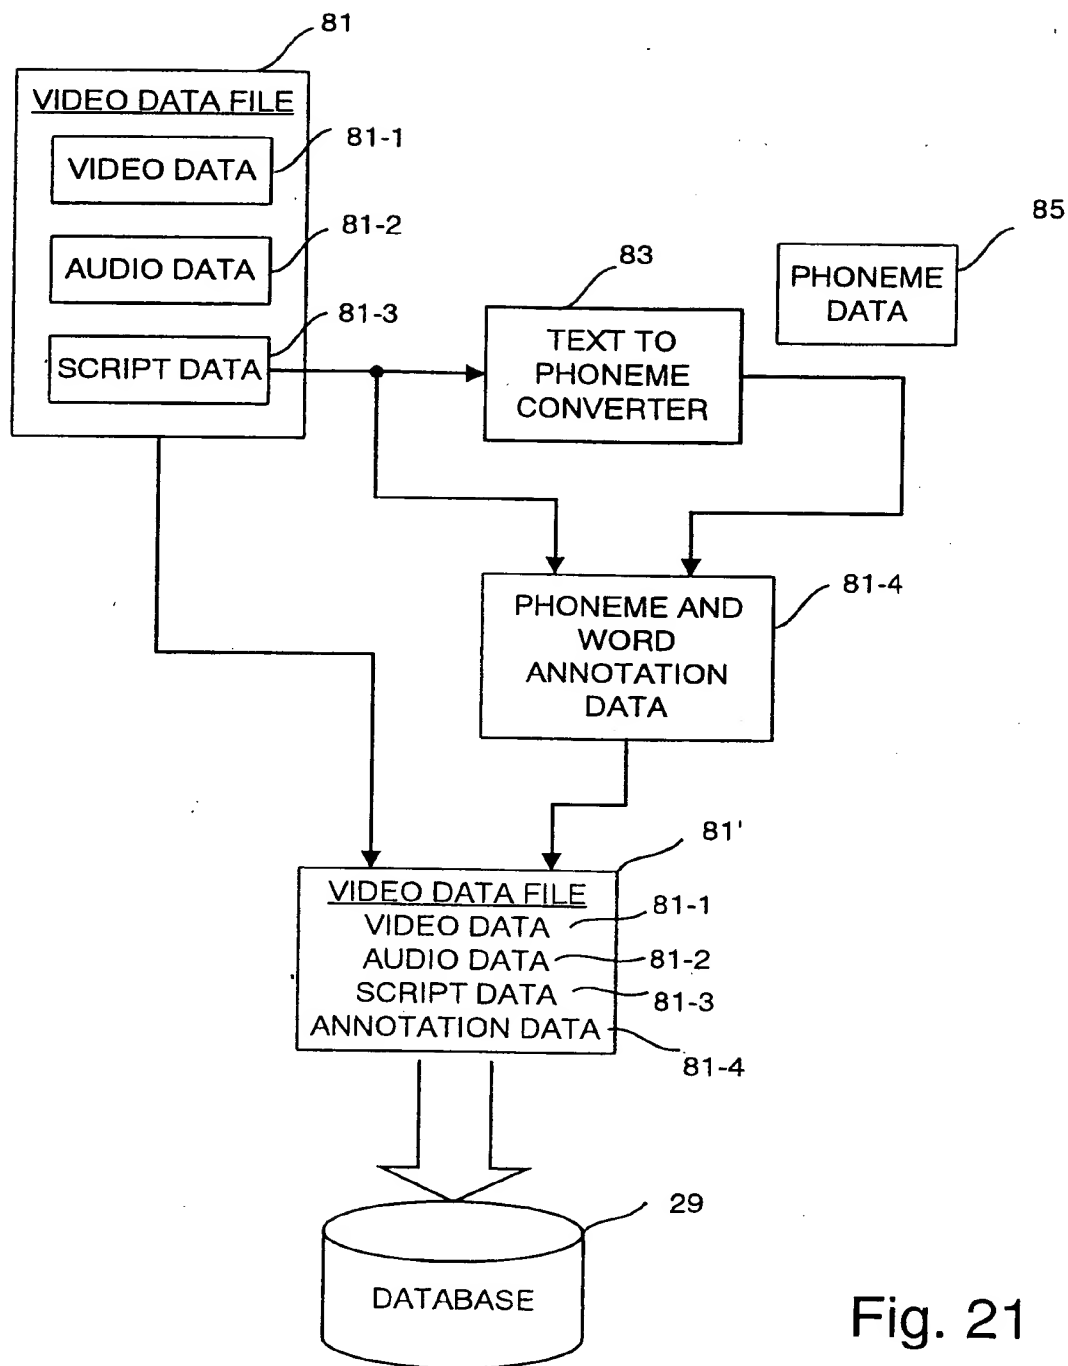 81
VIDEO DATA FILE
81-1
VIDEO DATA
81-2
AUDIO DATA
81-3
SCRIPT DATA
83
TEXT TO
PHONEME
CONVERTER
85
PHONEME
DATA
81-4
PHONEME AND
WORD
ANNOTATION
DATA
81'
VIDEO DATA FILE
VIDEO DATA
81-1
AUDIO DATA
81-2
SCRIPT DATA
81-3
ANNOTATION DATA
81-4
29
DATABASE
Fig. 21